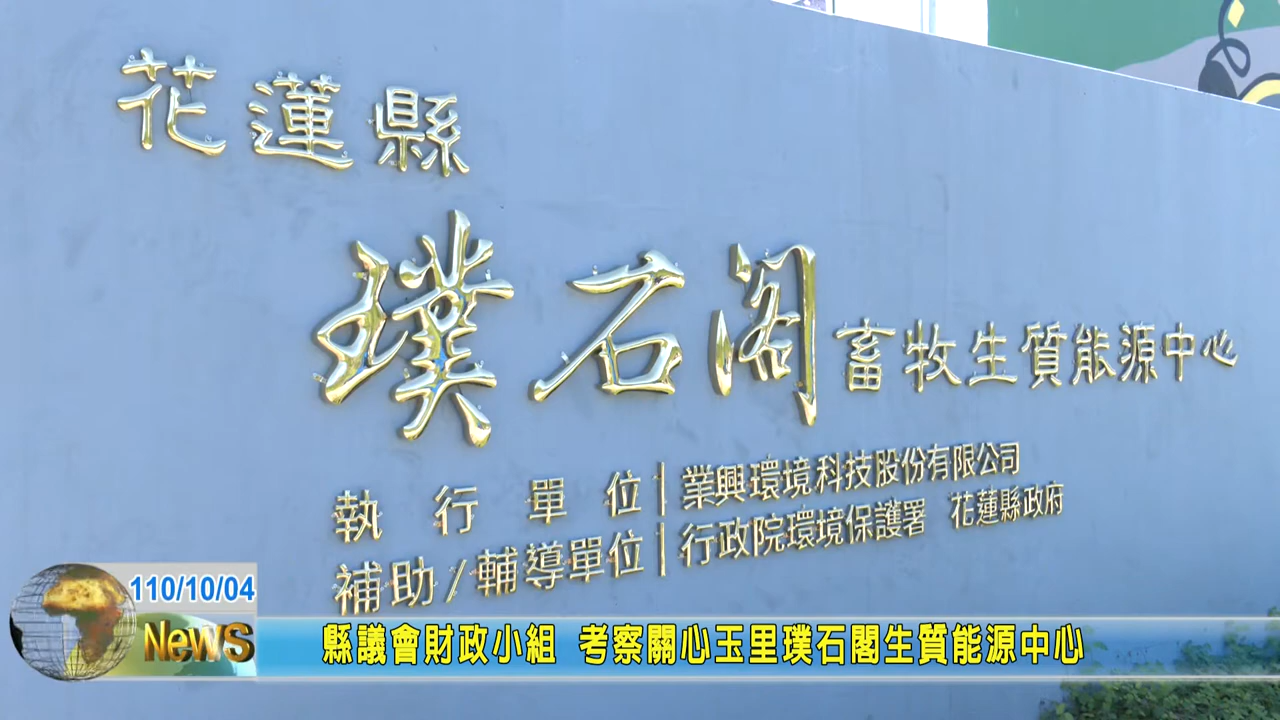 花蓮縣
璞石閣畜牧生質能源中心
執行單位|業興環境科技股份有限公司
補助/輔導單位|行政院環境保護署 花蓮縣政府
110/10/04
News
縣議會財政小組 考察關心玉里璞石閣生質能源中心